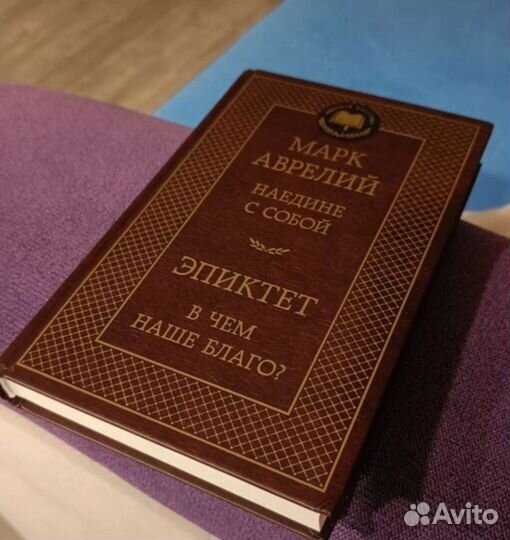 МАРК
АВРЕЛИЙ
НАЕДИНЕ
С СОБОЙ
ЭПИКТЕТ
В ЧЕМ
НАШЕ БЛАГО?
Avito